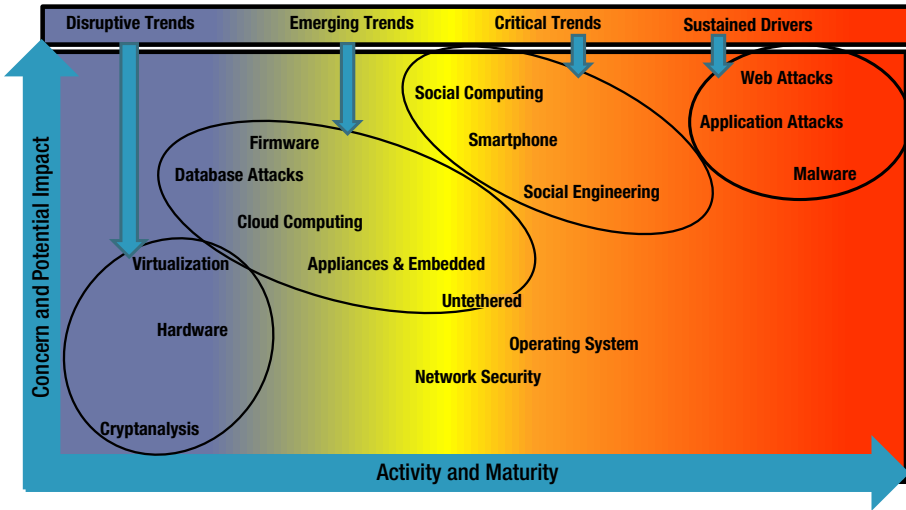 Disruptive Trends
Emerging Trends
Critical Trends
Sustained Drivers
Concern and Potential Impact
Web Attacks
Social Computing
Application Attacks
Firmware
Smartphone
Database Attacks
Malware
Social Engineering
Cloud Computing
Virtualization
Appliances & Embedded
Untethered
Hardware
Operating System
Network Security
Cryptanalysis
Activity and Maturity